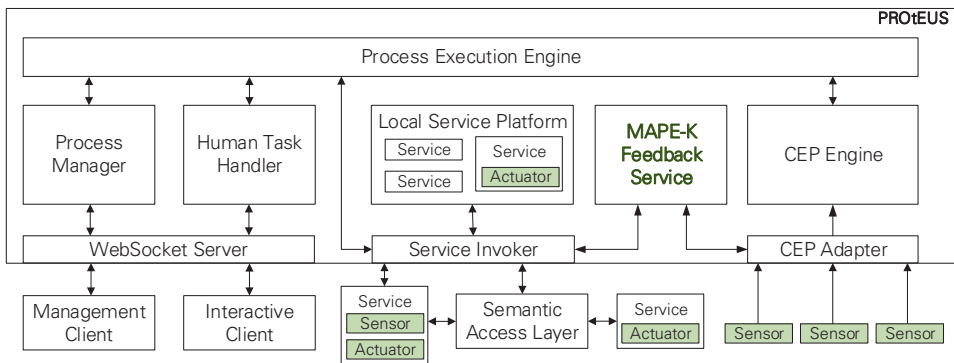 PROtEUS
Process Execution Engine
Process
Manager
Human Task
Handler
Local Service Platform
Service
Service
Service
Actuator
MAPE-K
Feedback
Service
CEP Engine
WebSocket Server
Service Invoker
CEP Adapter
Management
Client
Interactive
Client
Service
Sensor
Actuator
Semantic
Access Layer
Service
Actuator
Sensor
Sensor
Sensor